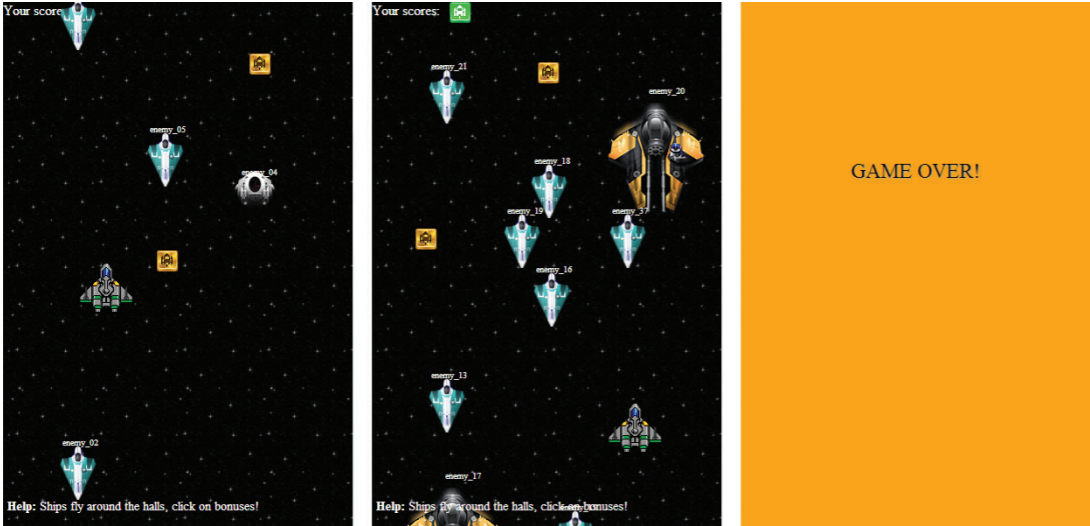 Your score
enemy_05
enemy_04
enemy_02
Help: Ships fly around the halls, click on bonuses!
Your scores:
enemy_21
enemy_20
enemy_18
enemy_19
enemy_37
enemy_16
enemy_13
enemy_17
Help: Ships fly around the halls, click on bonuses!
GAME OVER!